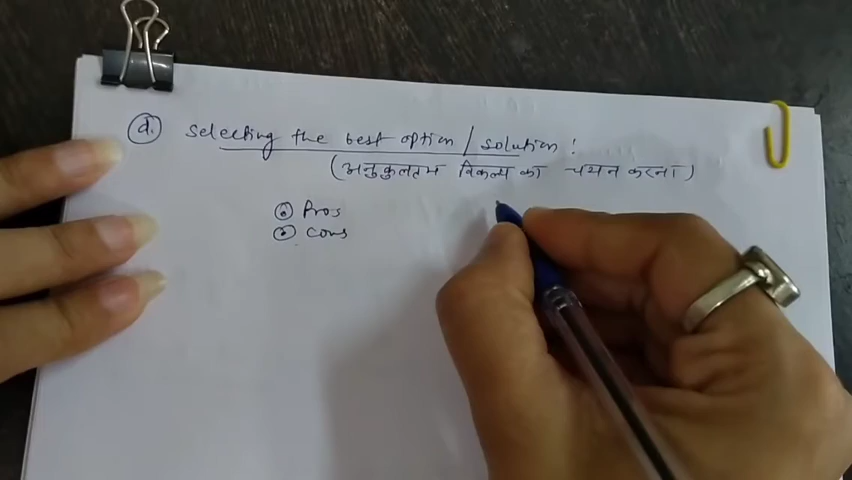 d. Selecting the best option / solution :
(अनुकुलतम विकल्प का चयन करना)
Pros
Cons